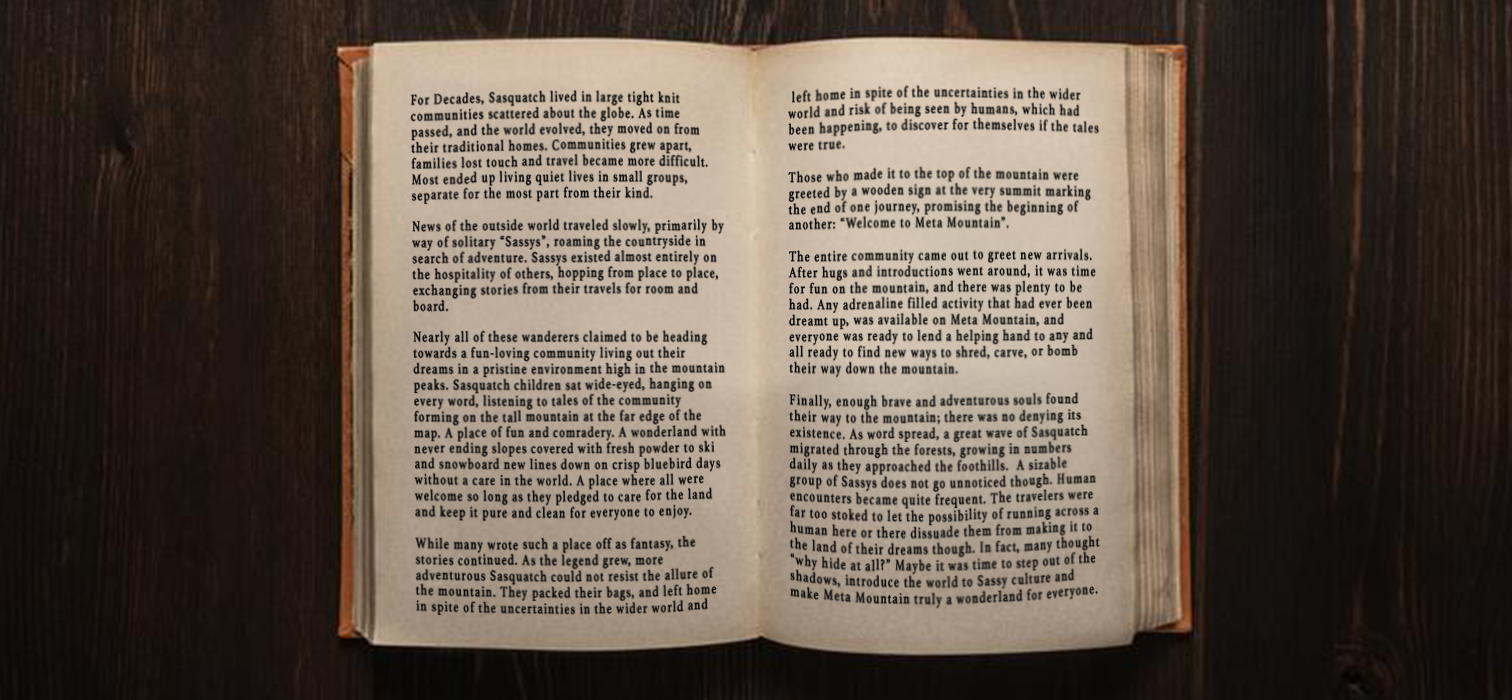 For Decades, Sasquatch lived in large tight knit
communities scattered about the globe. As time
passed, and the world evolved, they moved on from
their traditional homes. Communities grew apart,
families lost touch and travel became more difficult.
Most ended up living quiet lives in small groups,
separate for the most part from their kind.
News of the outside world traveled slowly, primarily by
way of solitary "Sassys", roaming the countryside in
search of adventure. Sassys existed almost entirely on
the hospitality of others, hopping from place to place,
exchanging stories from their travels for room and
board.
Nearly all of these wanderers claimed to be heading
towards a fun-loving community living out their
dreams in a pristine environment high in the mountain
peaks. Sasquatch children sat wide-eyed, hanging on
every word, listening to tales of the community
forming on the tall mountain at the far edge of the
map. A place of fun and comradery. A wonderland with
never ending slopes covered with fresh powder to ski
and snowboard new lines down on crisp bluebird days
without a care in the world. A place where all were
welcome so long as they pledged to care for the land
and keep it pure and clean for everyone to enjoy.
While many wrote such a place off as fantasy, the
stories continued. As the legend grew, more
adventurous Sasquatch could not resist the allure of
the mountain. They packed their bags, and left home
in spite of the uncertainties in the wider world and
left home in spite of the uncertainties in the wider
world and risk of being seen by humans, which had
been happening, to discover for themselves if the tales
were true.
Those who made it to the top of the mountain were
greeted by a wooden sign at the very summit marking
the end of one journey, promising the beginning of
another: "Welcome to Meta Mountain".
The entire community came out to greet new arrivals.
After hugs and introductions went around, it was time
for fun on the mountain, and there was plenty to be
had. Any adrenaline filled activity that had ever been
dreamt up, was available on Meta Mountain, and
everyone was ready to lend a helping hand to any and
all ready to find new ways to shred, carve, or bomb
their way down the mountain.
Finally, enough brave and adventurous souls found
their way to the mountain; there was no denying its
existence. As word spread, a great wave of Sasquatch
migrated through the forests, growing in numbers
daily as they approached the foothills. A sizable
group of Sassys does not go unnoticed though. Human
encounters became quite frequent. The travelers were
far too stoked to let the possibility of running across a
human here or there dissuade them from making it to
the land of their dreams though. In fact, many thought
"why hide at all?" Maybe it was time to step out of the
shadows, introduce the world to Sassy culture and
make Meta Mountain truly a wonderland for everyone.